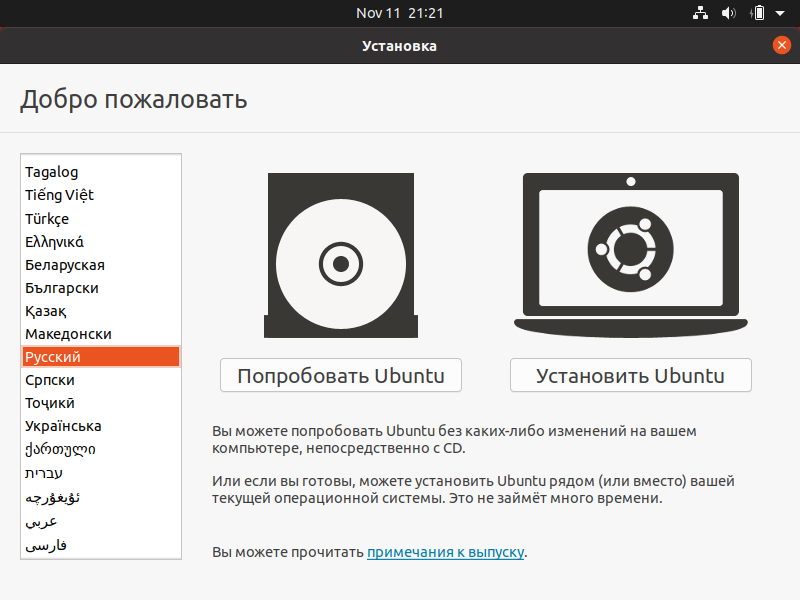 Nov 11 21:21
Установка
Добро пожаловать
Tagalog
Tiếng Việt
Türkçe
Ελληνικά
Беларуская
Български
Қазақ
Македонски
Русский
Српски
Тоҷикӣ
Українська
ქართული
עברית
ئۇيغۇرچە
عربي
فارسی
Попробовать Ubuntu
Установить Ubuntu
Вы можете попробовать Ubuntu без каких-либо изменений на вашем
компьютере, непосредственно с CD.
Или если вы готовы, можете установить Ubuntu рядом (или вместо) вашей
текущей операционной системы. Это не займёт много времени.
Вы можете прочитать примечания к выпуску.